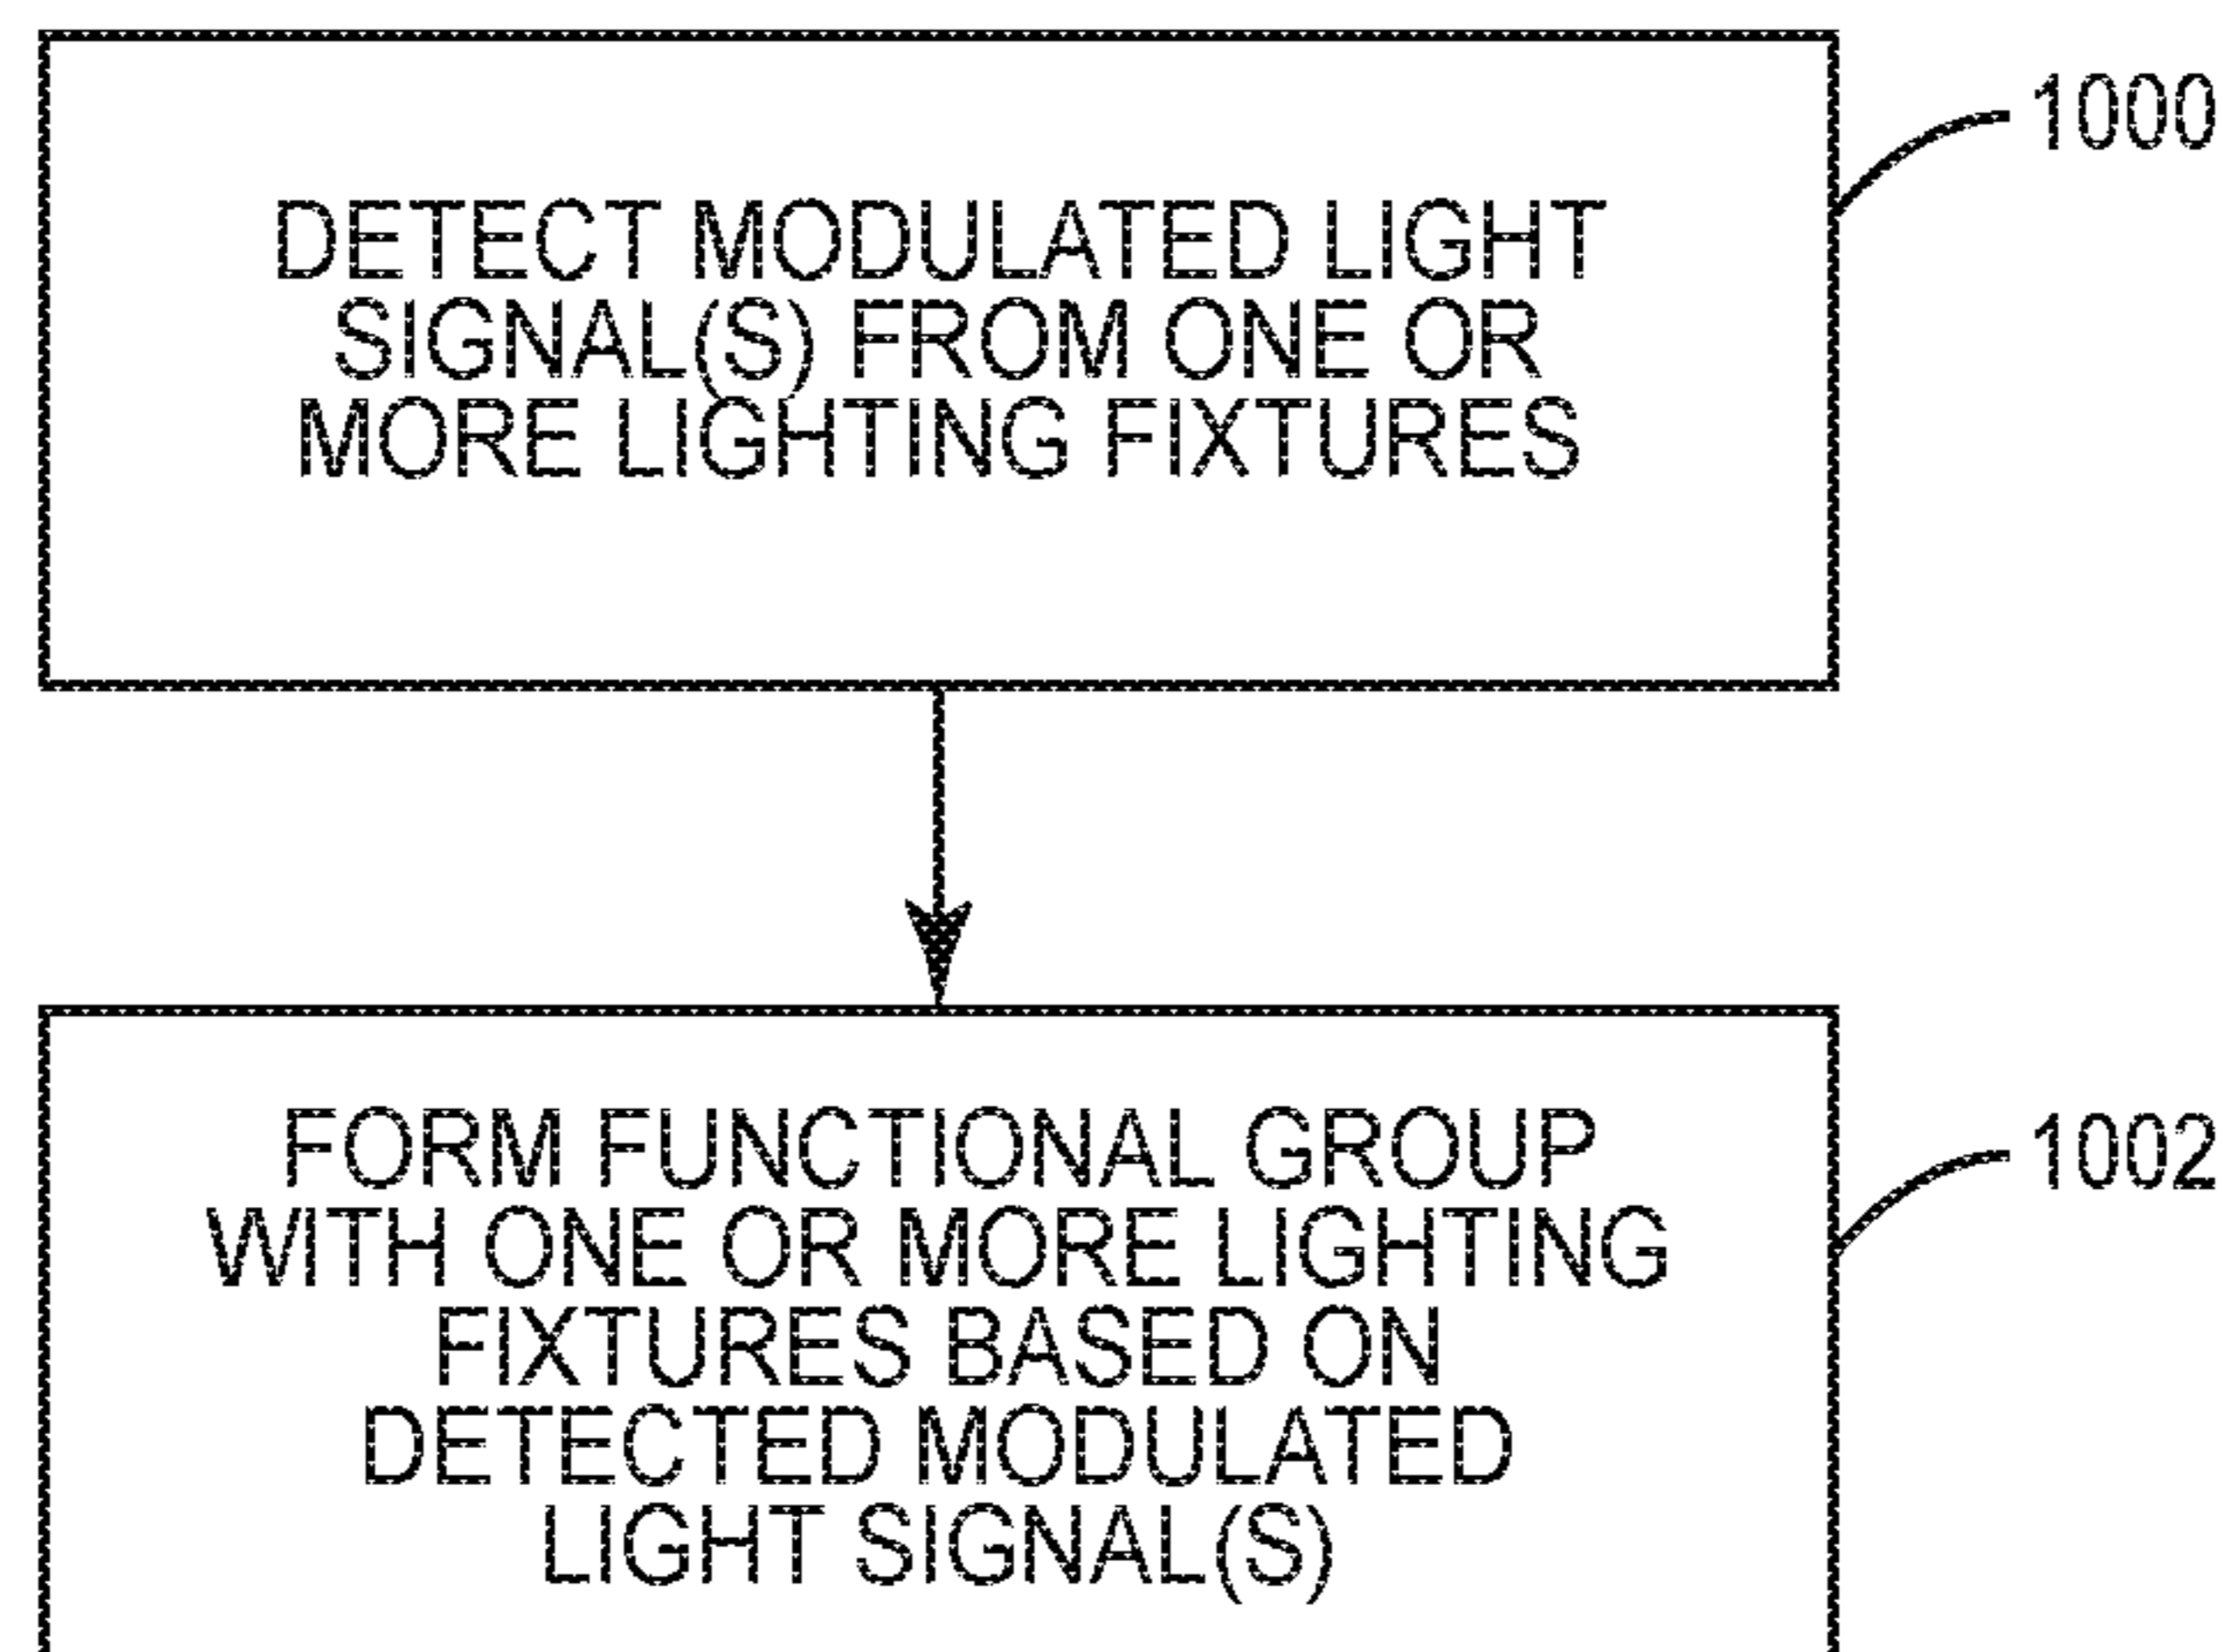 1000
DETECT MODULATED LIGHT
SIGNAL(S) FROM ONE OR
MORE LIGHTING FIXTURES
1002
FORM FUNCTIONAL GROUP
WITH ONE OR MORE LIGHTING
FIXTURES BASED ON
DETECTED MODULATED
LIGHT SIGNAL(S)